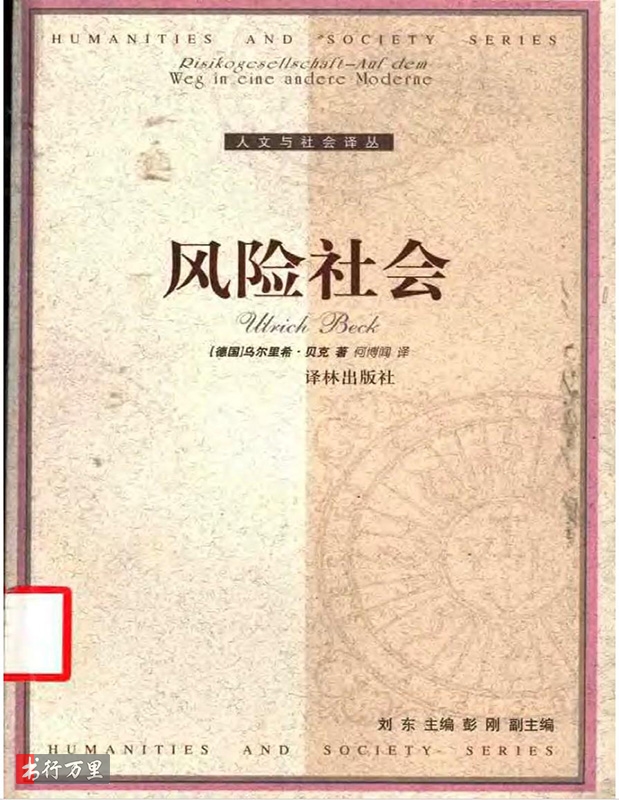 HUMANITIES AND SOCIETY SERIES
Risikogesellschaft—Auf dem
Weg in eine andere Moderne
人文与社会译丛
风险社会
Ulrich Beck
[德国]乌尔里希·贝克 著 何博闻 译
译林出版社
刘 东 主编 彭 刚 副主编
HUMANITIES AND SOCIETY SERIES
书行万里